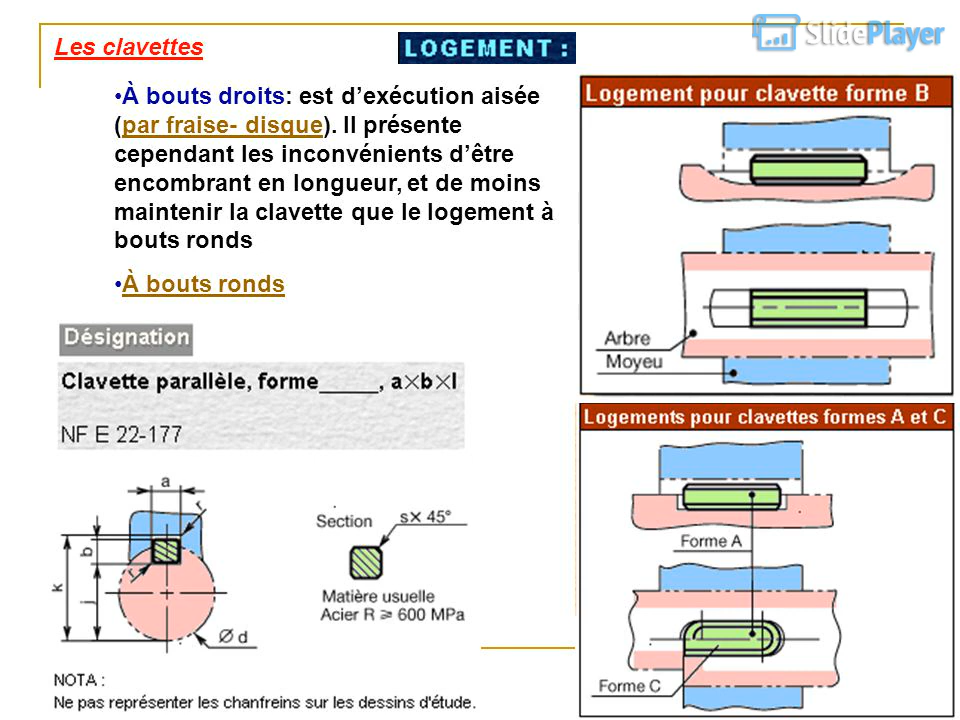 Les clavettes
LOGEMENT :
SlidePlayer
•À bouts droits: est d’exécution aisée
(par fraise- disque). Il présente
cependant les inconvénients d’être
encombrant en longueur, et de moins
maintenir la clavette que le logement à
bouts ronds
•À bouts ronds
Désignation
Clavette parallèle, forme_____, a×b×l
NF E 22-177
a
r
b
k
j
r
Ød
Section
s× 45°
Matière usuelle
Acier R ⩾ 600 MPa
NOTA :
Ne pas représenter les chanfreins sur les dessins d'étude.
Logement pour clavette forme B
Arbre
Moyeu
Logements pour clavettes formes A et C
Forme A
Forme C